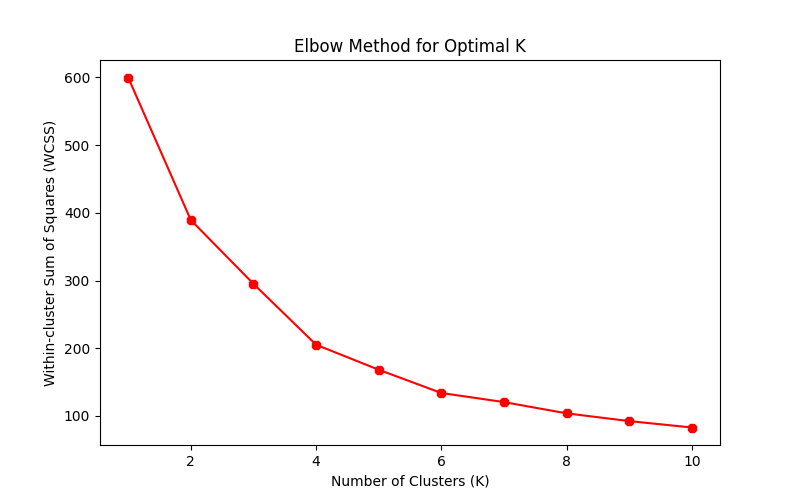 Elbow Method for Optimal K
600
500
400
300
200
100
Within-cluster Sum of Squares (WCSS)
2 4 6 8 10
Number of Clusters (K)